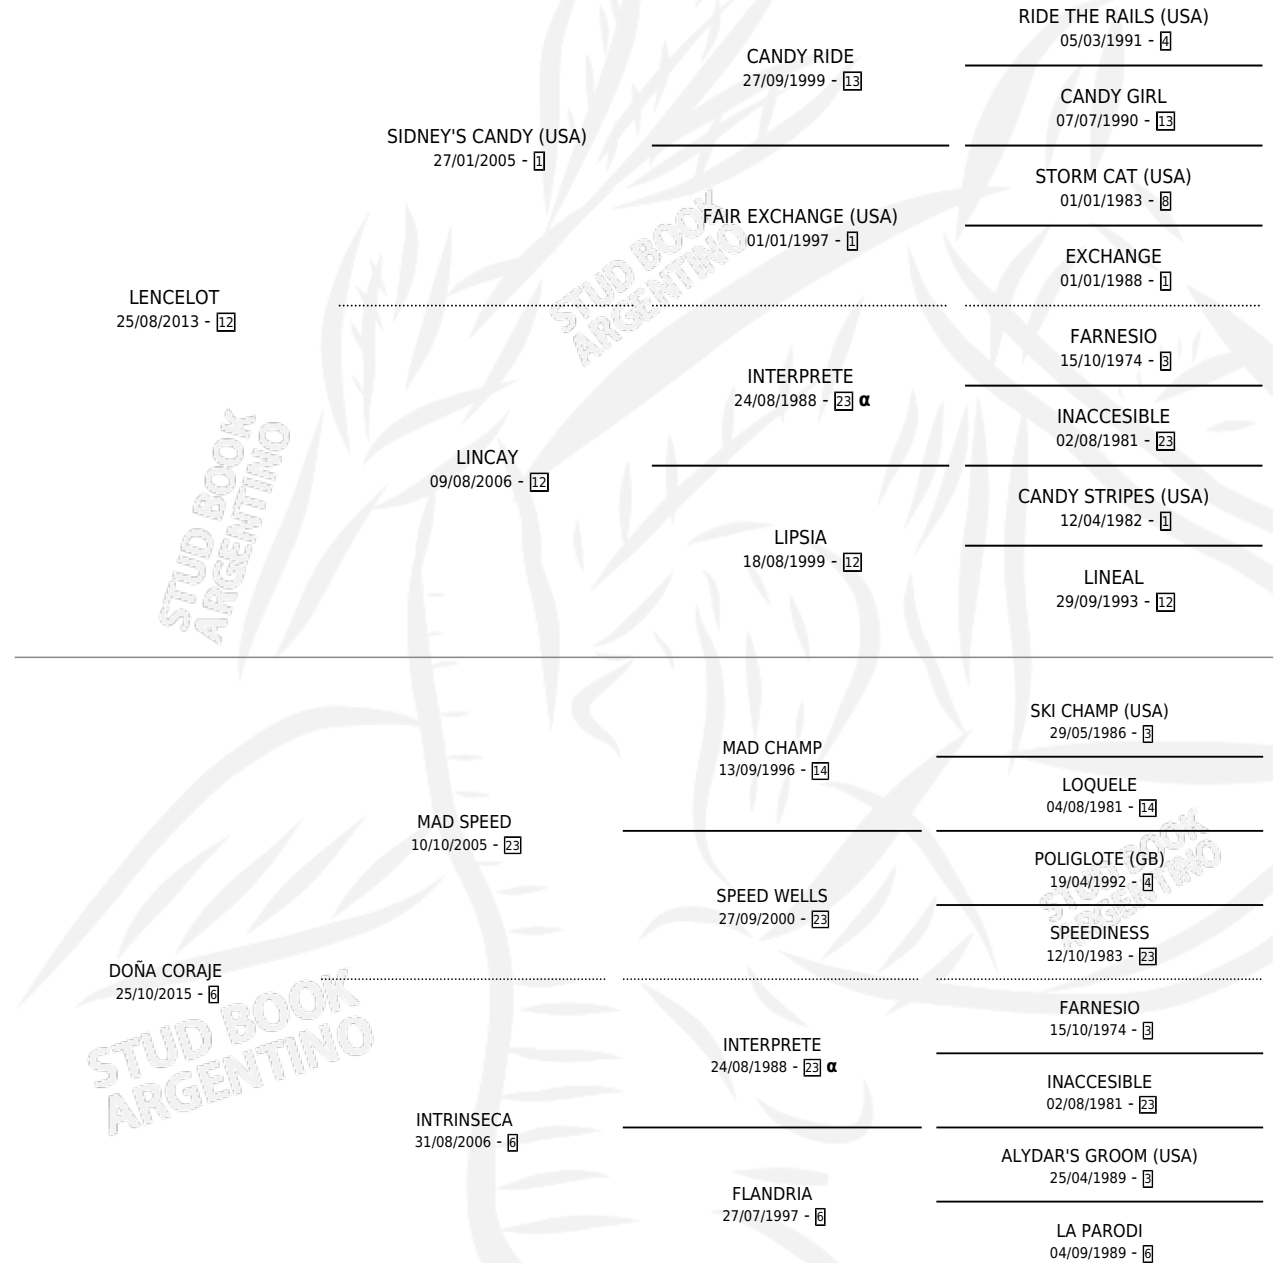 RIDE THE RAILS (USA)
05/03/1991 - 4
CANDY RIDE
27/09/1999 - 13
CANDY GIRL
07/07/1990 - 13
SIDNEY'S CANDY (USA)
27/01/2005 - 1
STORM CAT (USA)
01/01/1983 - 8
FAIR EXCHANGE (USA)
01/01/1997 - 1
EXCHANGE
01/01/1988 - 1
LENCELOT
25/08/2013 - 12
FARNESIO
15/10/1974 - 3
INTERPRETE
24/08/1988 - 23 α
INACCESIBLE
02/08/1981 - 23
LINCAY
09/08/2006 - 12
CANDY STRIPES (USA)
12/04/1982 - 1
LIPSIA
18/08/1999 - 12
LINEAL
29/09/1993 - 12
SKI CHAMP (USA)
29/05/1986 - 3
MAD CHAMP
13/09/1996 - 14
LOQUELE
04/08/1981 - 14
MAD SPEED
10/10/2005 - 23
POLIGLOTE (GB)
19/04/1992 - 4
SPEED WELLS
27/09/2000 - 23
SPEEDINESS
12/10/1983 - 23
DOÑA CORAJE
25/10/2015 - 6
FARNESIO
15/10/1974 - 3
INTERPRETE
24/08/1988 - 23 α
INACCESIBLE
02/08/1981 - 23
INTRINSECA
31/08/2006 - 6
ALYDAR'S GROOM (USA)
25/04/1989 - 3
FLANDRIA
27/07/1997 - 6
LA PARODI
04/09/1989 - 6
STUD BOOK
ARGENTINO
STUD BOOK
ARGENTINO
STUD BOOK
ARGENTINO
STUD BOOK
ARGENTINO